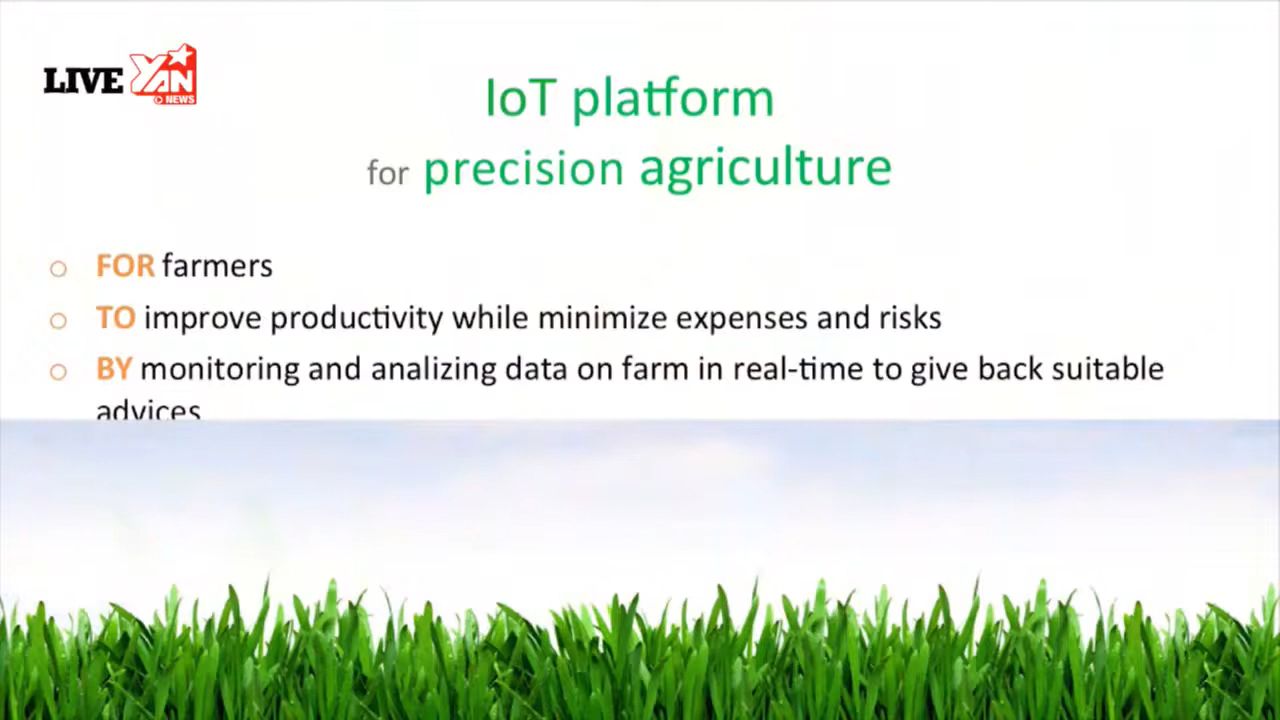 LIVE YAN
NEWS
IoT platform
for precision agriculture
FOR farmers
TO improve productivity while minimize expenses and risks
BY monitoring and analizing data on farm in real-time to give back suitable
advices